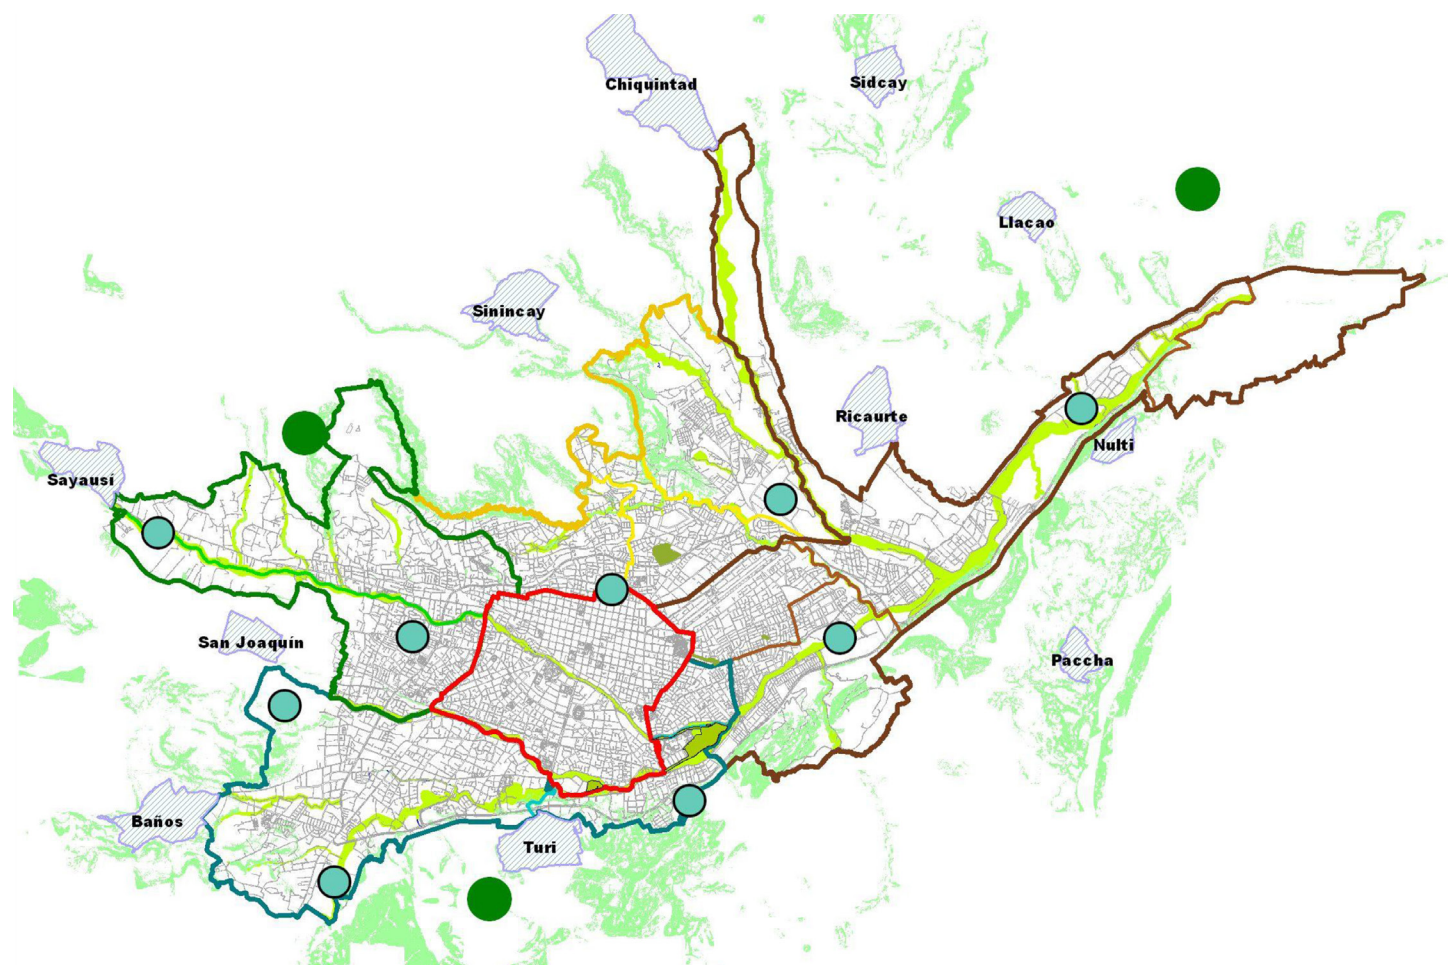 Chiquintad
Sidcay
Llacao
Sinincay
Ricaurte
Nulti
Sayausí
San Joaquín
Paccha
Baños
Turi